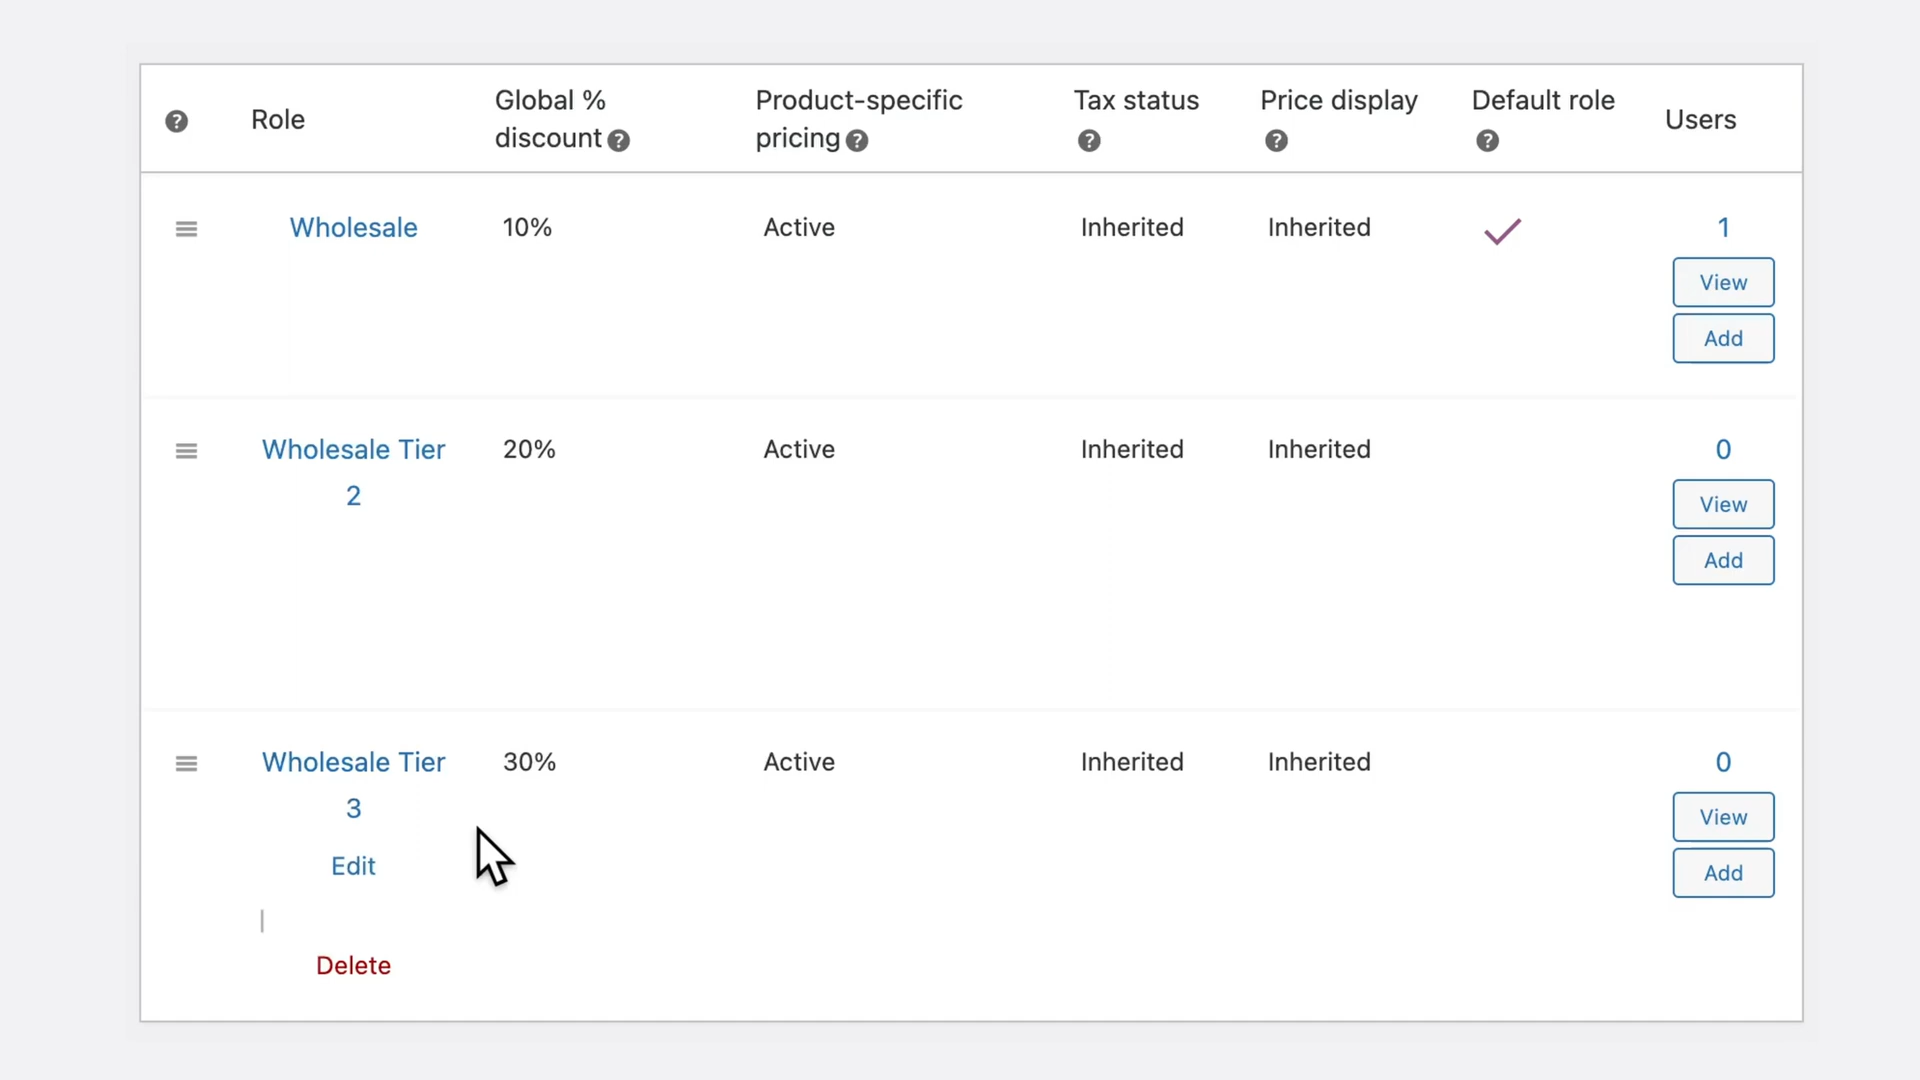 Role
Global %
discount ?
Product-specific
pricing ?
Tax status
?
Price display
?
Default role
?
Users
?
Wholesale
10%
Active
Inherited
Inherited
1
View
Add
Wholesale Tier
2
20%
Active
Inherited
Inherited
0
View
Add
Wholesale Tier
3
30%
Active
Inherited
Inherited
0
View
Add
Edit
|
Delete